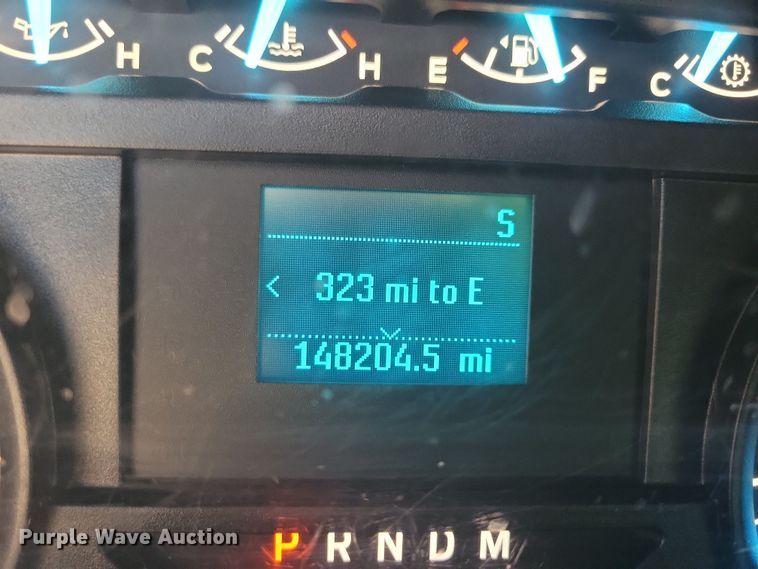 H C H E F C
S
< 323 mi to E
148204.5 mi
P R N D M
Purple Wave Auction